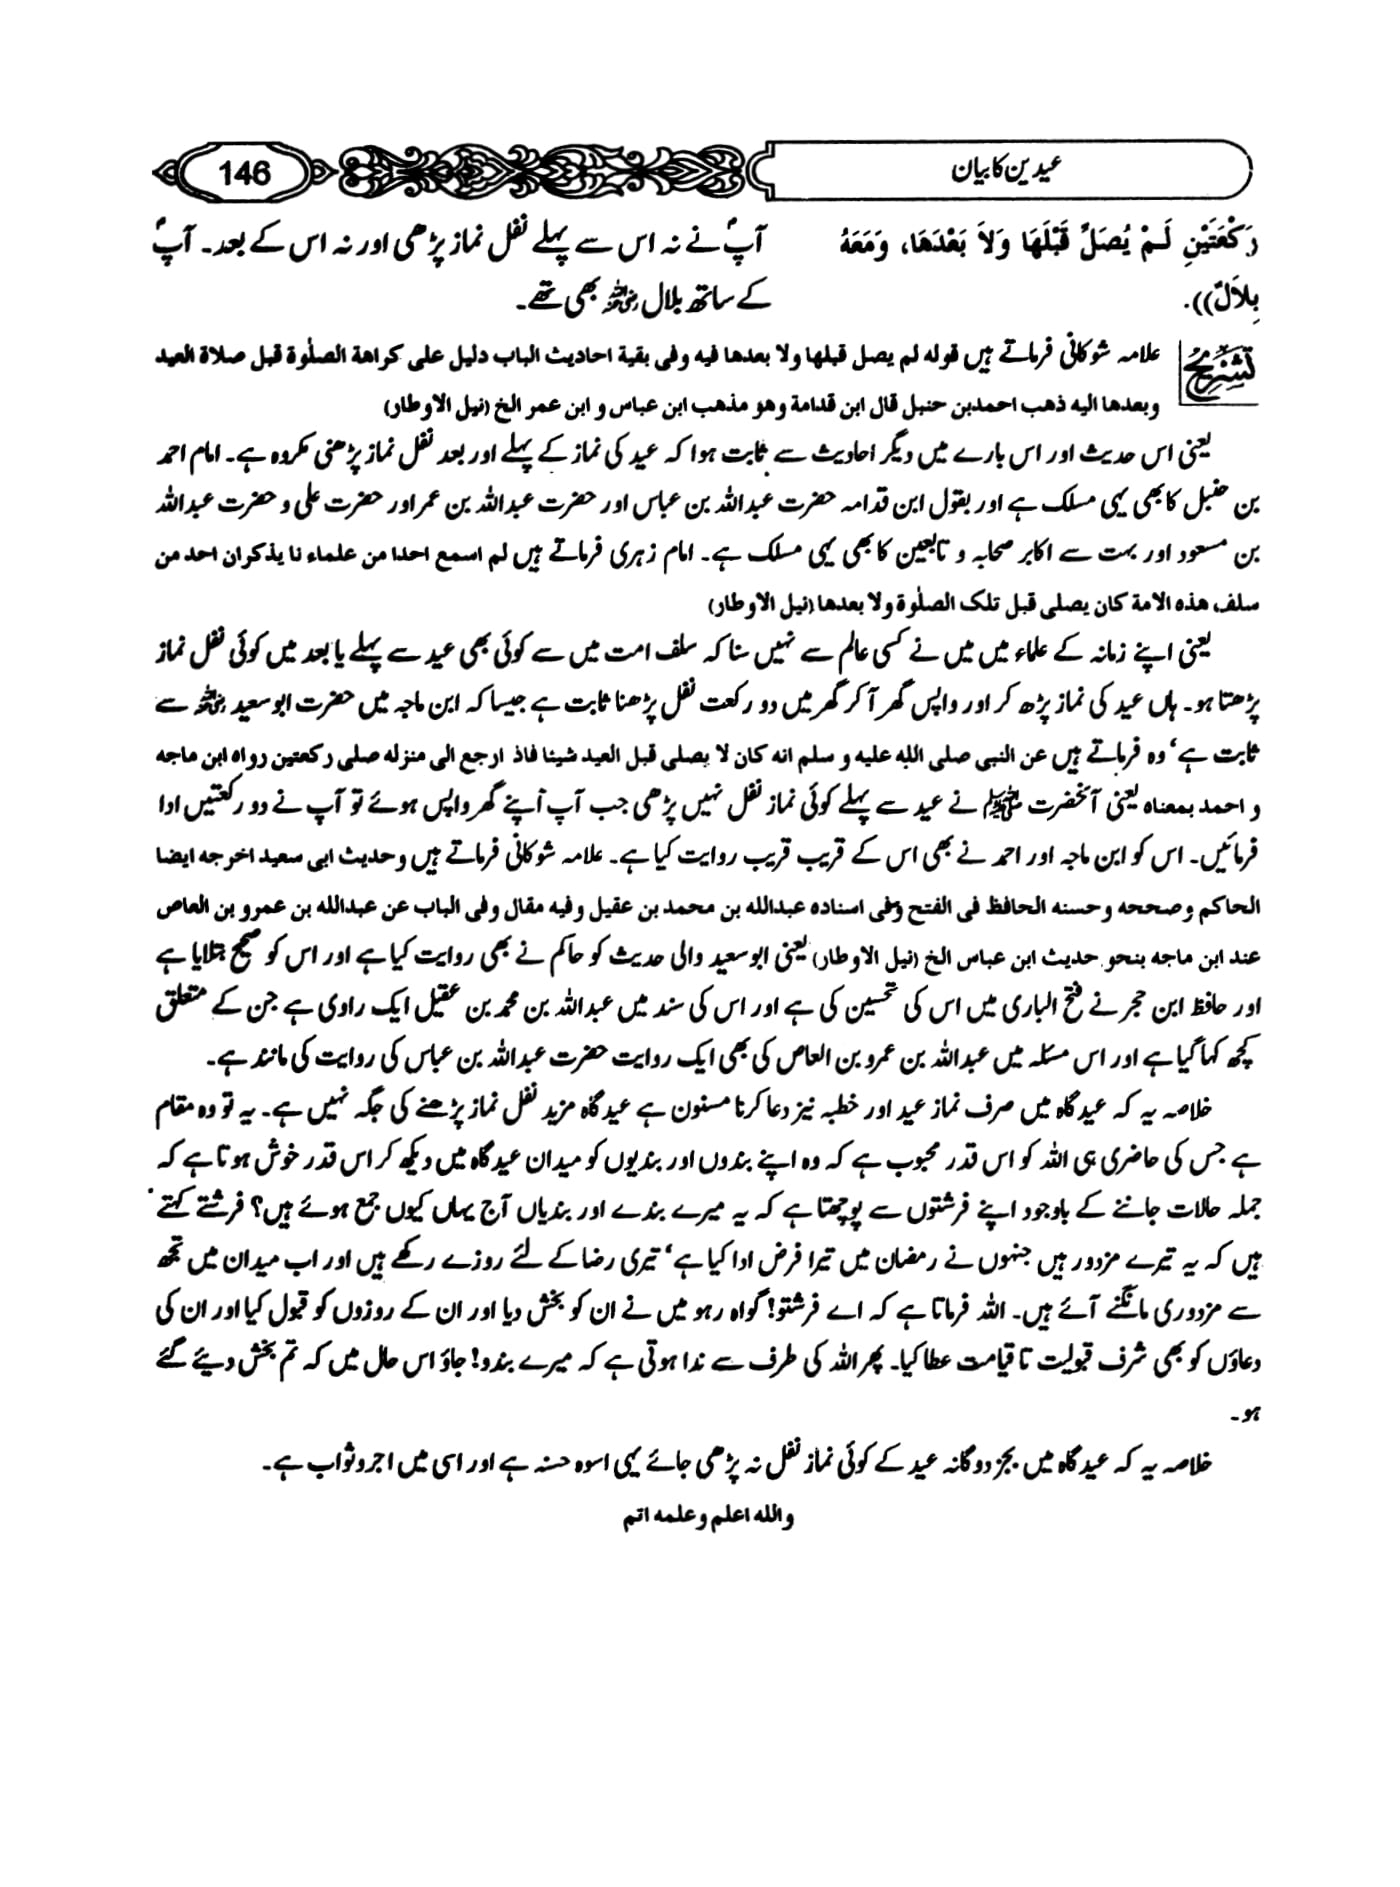 عیدین کا بیان
146
رَكْعَتَيْنِ لَـمْ يُصَلِّ قَبْلَهَا وَلاَ بَعْدَهَا، وَمَعَهُ
بِلاَلٌ)).
آپؐ نے نہ اس سے پہلے نفل نماز پڑھی اور نہ اس کے بعد۔ آپؐ
کے ساتھ بلال رضی اللہ عنہ بھی تھے۔
تشریح
علامہ شوکانی فرماتے ہیں قوله لم يصل قبلها ولا بعدها فيه وفى بقية احاديث الباب دليل على كراهة الصلوٰة قبل صلاة العيد
وبعدها اليه ذهب احمدبن حنبل قال ابن قدامة وهو مذهب ابن عباس و ابن عمر الخ (نيل الاوطار)
یعنی اس حدیث اور اس بارے میں دیگر احادیث سے ثابت ہوا کہ عید کی نماز کے پہلے اور بعد نفل نماز پڑھنی مکروہ ہے۔ امام احمد
بن حنبل کا بھی یہی مسلک ہے اور بقول ابن قدامہ حضرت عبداللہ بن عباس اور حضرت عبداللہ بن عمر اور حضرت علی و حضرت عبداللہ
بن مسعود اور بہت سے اکابر صحابہ و تابعین کا بھی یہی مسلک ہے۔ امام زہری فرماتے ہیں لم اسمع احدا من علماء نا يذكران احد من
سلف هذه الامة كان يصلى قبل تلك الصلوٰة ولا بعدها (نيل الاوطار)
یعنی اپنے زمانہ کے علماء میں میں نے کسی عالم سے نہیں سنا کہ سلف امت میں سے کوئی بھی عید سے پہلے یا بعد میں کوئی نفل نماز
پڑھتا ہو۔ ہاں عید کی نماز پڑھ کر اور واپس گھر آ کر گھر میں دو رکعت نفل پڑھنا ثابت ہے جیسا کہ ابن ماجہ میں حضرت ابو سعید رضی اللہ عنہ سے
ثابت ہے‘ وہ فرماتے ہیں عن النبى صلى الله عليه و سلم انه كان لا يصلى قبل العيد شيئا فاذ ارجع الى منزله صلى ركعتين رواه ابن ماجه
و احمد بمعناه یعنی آنحضرت ﷺ نے عید سے پہلے کوئی نماز نفل نہیں پڑھی جب آپ اپنے گھر واپس ہوئے تو آپ نے دو رکعتیں ادا
فرمائیں۔ اس کو ابن ماجہ اور احمد نے بھی اس کے قریب قریب روایت کیا ہے۔ علامہ شوکانی فرماتے ہیں وحديث ابى سعيد اخرجه ايضا
الحاكم وصححه وحسنه الحافظ فى الفتح وفى اسناده عبدالله بن محمد بن عقيل وفيه مقال وفى الباب عن عبدالله بن عمرو بن العاص
عند ابن ماجه بنحو حديث ابن عباس الخ (نيل الاوطار) یعنی ابو سعید والی حدیث کو حاکم نے بھی روایت کیا ہے اور اس کو صحیح بتلایا ہے
اور حافظ ابن حجر نے فتح الباری میں اس کی تحسین کی ہے اور اس کی سند میں عبداللہ بن محمد بن عقیل ایک راوی ہے جن کے متعلق
کچھ کہا گیا ہے اور اس مسئلہ میں عبداللہ بن عمرو بن العاص کی بھی ایک روایت حضرت عبداللہ بن عباس کی روایت کی مانند ہے۔
خلاصہ یہ کہ عیدگاہ میں صرف نماز عید اور خطبہ نیز دعا کرنا مسنون ہے عیدگاہ مزید نفل نماز پڑھنے کی جگہ نہیں ہے۔ یہ تو وہ مقام
ہے جس کی حاضری ہی اللہ کو اس قدر محبوب ہے کہ وہ اپنے بندوں اور بندیوں کو میدان عیدگاہ میں دیکھ کر اس قدر خوش ہوتا ہے کہ
جملہ حالات جاننے کے باوجود اپنے فرشتوں سے پوچھتا ہے کہ یہ میرے بندے اور بندیاں آج یہاں کیوں جمع ہوئے ہیں؟ فرشتے کہتے
ہیں کہ یہ تیرے مزدور ہیں جنہوں نے رمضان میں تیرا فرض ادا کیا ہے‘ تیری رضا کے لئے روزے رکھے ہیں اور اب میدان میں تجھ
سے مزدوری مانگنے آئے ہیں۔ اللہ فرماتا ہے کہ اے فرشتو! گواہ رہو میں نے ان کو بخش دیا اور ان کے روزوں کو قبول کیا اور ان کی
دعاؤں کو بھی شرف قبولیت تا قیامت عطا کیا۔ پھر اللہ کی طرف سے ندا ہوتی ہے کہ میرے بندو! جاؤ اس حال میں کہ تم بخش دیئے گئے
ہو۔
خلاصہ یہ کہ عیدگاہ میں بجز دوگانہ عید کے کوئی نماز نفل نہ پڑھی جائے یہی اسوہ حسنہ ہے اور اسی میں اجر و ثواب ہے۔
والله اعلم وعلمه اتم